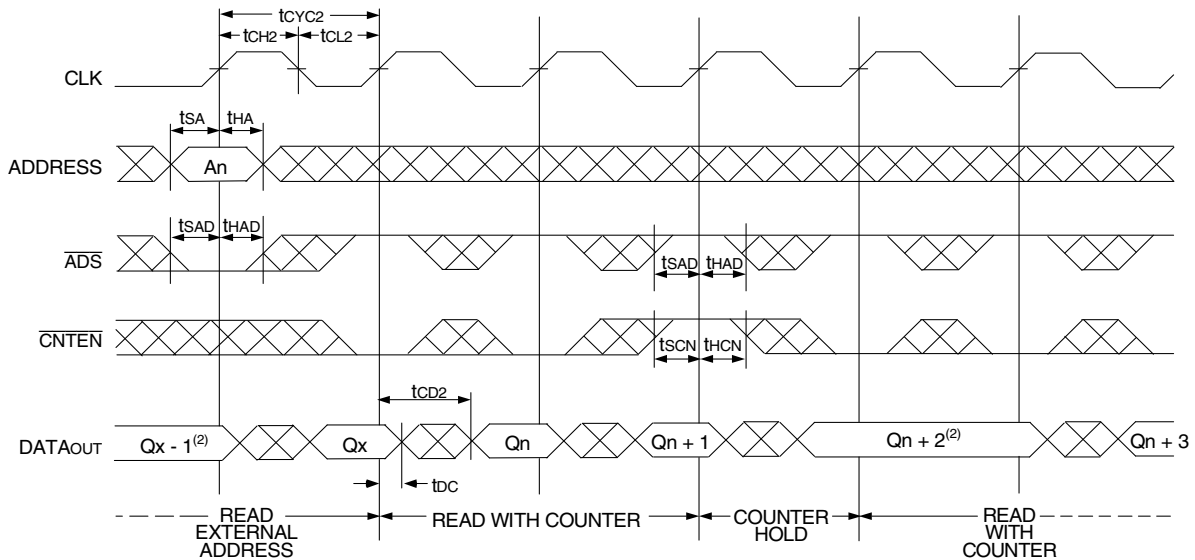 tCYC2
tCH2 tCL2
CLK
tSA tHA
ADDRESS An
tSAD tHAD
ADS
tSAD tHAD
CNTEN
tSCN tHCN
tCD2
DATAOUT Qx - 1(2) Qx Qn Qn + 1 Qn + 2(2) Qn + 3
tDC
READ EXTERNAL ADDRESS
READ WITH COUNTER
COUNTER HOLD
READ WITH COUNTER